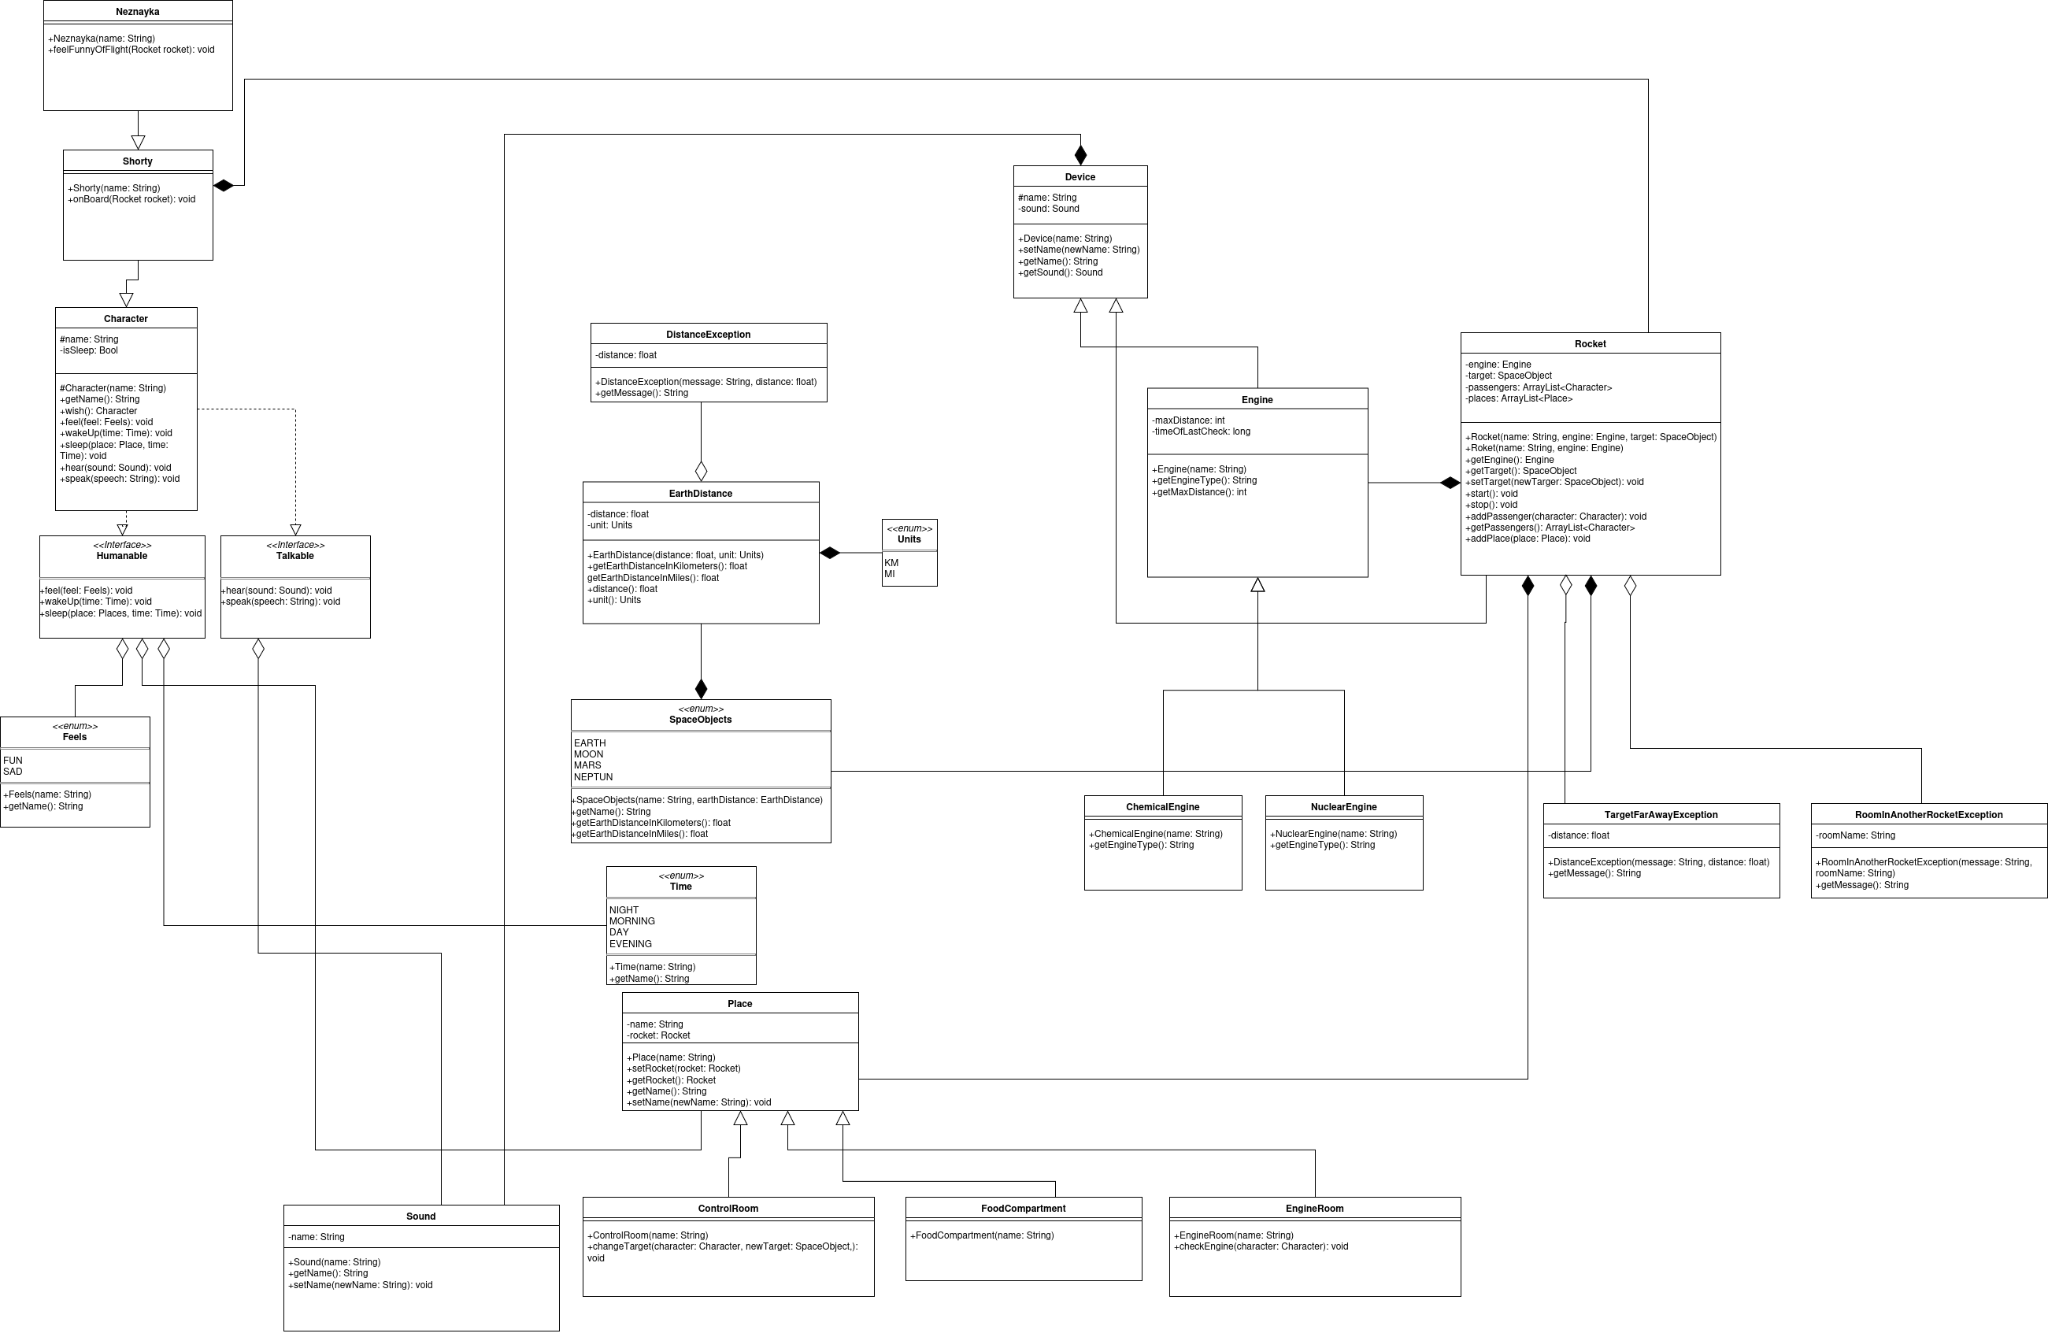 Neznayka
+Neznayka(name: String)
+feelFunnyOfFlight(Rocket rocket): void
Shorty
+Shorty(name: String)
+onBoard(Rocket rocket): void
Character
#name: String
-isSleep: Bool
#Character(name: String)
+getName(): String
+wish(): Character
+feel(feel: Feels): void
+wakeUp(time: Time): void
+sleep(place: Place, time:
Time): void
+hear(sound: Sound): void
+speak(speech: String): void
<<Interface>>
Humanable
+feel(feel: Feels): void
+wakeUp(time: Time): void
+sleep(place: Places, time: Time): void
<<Interface>>
Talkable
+hear(sound: Sound): void
+speak(speech: String): void
<<enum>>
Feels
FUN
SAD
+Feels(name: String)
+getName(): String
DistanceException
-distance: float
+DistanceException(message: String, distance: float)
+getMessage(): String
EarthDistance
-distance: float
-unit: Units
+EarthDistance(distance: float, unit: Units)
+getEarthDistanceInKilometers(): float
getEarthDistanceInMiles(): float
+distance(): float
+unit(): Units
<<enum>>
Units
KM
MI
<<enum>>
SpaceObjects
EARTH
MOON
MARS
NEPTUN
+SpaceObjects(name: String, earthDistance: EarthDistance)
+getName(): String
+getEarthDistanceInKilometers(): float
+getEarthDistanceInMiles(): float
<<enum>>
Time
NIGHT
MORNING
DAY
EVENING
+Time(name: String)
+getName(): String
Place
-name: String
-rocket: Rocket
+Place(name: String)
+setRocket(rocket: Rocket)
+getRocket(): Rocket
+getName(): String
+setName(newName: String): void
Device
#name: String
-sound: Sound
+Device(name: String)
+setName(newName: String)
+getName(): String
+getSound(): Sound
Engine
-maxDistance: int
-timeOfLastCheck: long
+Engine(name: String)
+getEngineType(): String
+getMaxDistance(): int
Rocket
-engine: Engine
-target: SpaceObject
-passengers: ArrayList<Character>
-places: ArrayList<Place>
+Rocket(name: String, engine: Engine, target: SpaceObject)
+Roket(name: String, engine: Engine)
+getEngine(): Engine
+getTarget(): SpaceObject
+setTarget(newTarger: SpaceObject): void
+start(): void
+stop(): void
+addPassenger(character: Character): void
+getPassengers(): ArrayList<Character>
+addPlace(place: Place): void
ChemicalEngine
+ChemicalEngine(name: String)
+getEngineType(): String
NuclearEngine
+NuclearEngine(name: String)
+getEngineType(): String
TargetFarAwayException
-distance: float
+DistanceException(message: String, distance: float)
+getMessage(): String
RoomInAnotherRocketException
-roomName: String
+RoomInAnotherRocketException(message: String,
roomName: String)
+getMessage(): String
Sound
-name: String
+Sound(name: String)
+getName(): String
+setName(newName: String): void
ControlRoom
+ControlRoom(name: String)
+changeTarget(character: Character, newTarget: SpaceObject,):
void
FoodCompartment
+FoodCompartment(name: String)
EngineRoom
+EngineRoom(name: String)
+checkEngine(character: Character): void